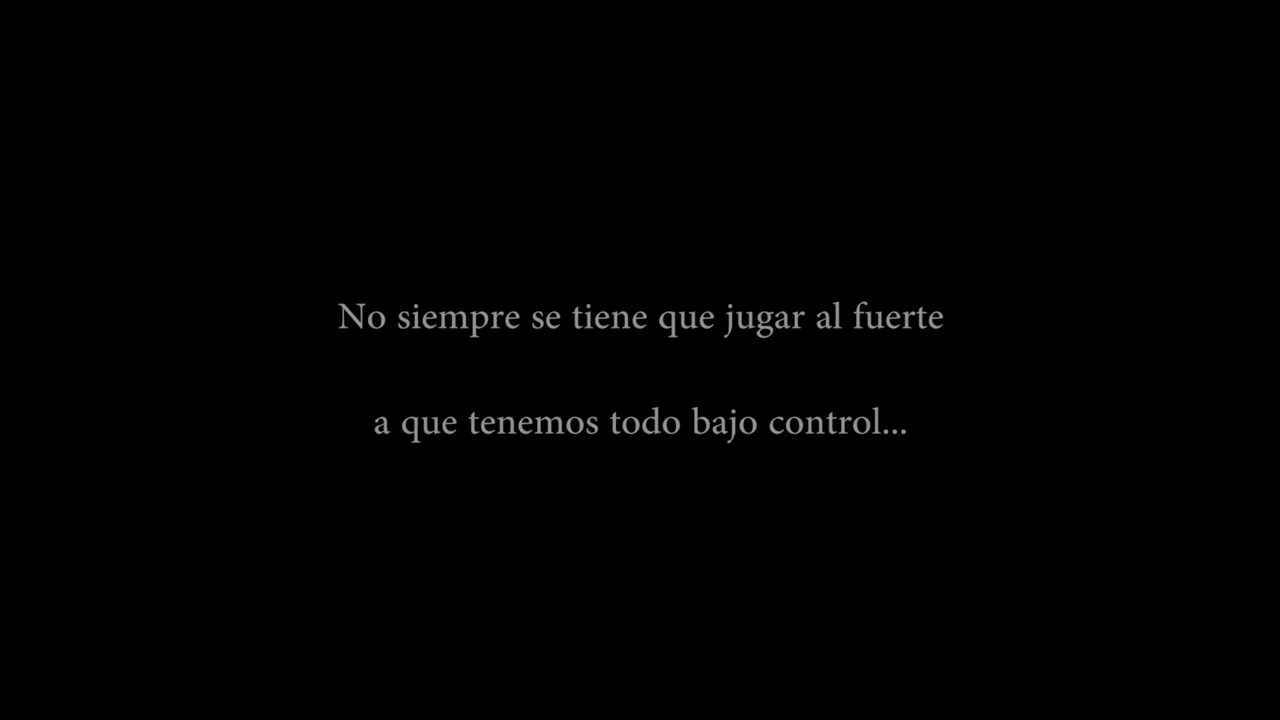 No siempre se tiene que jugar al fuerte
a que tenemos todo bajo control...